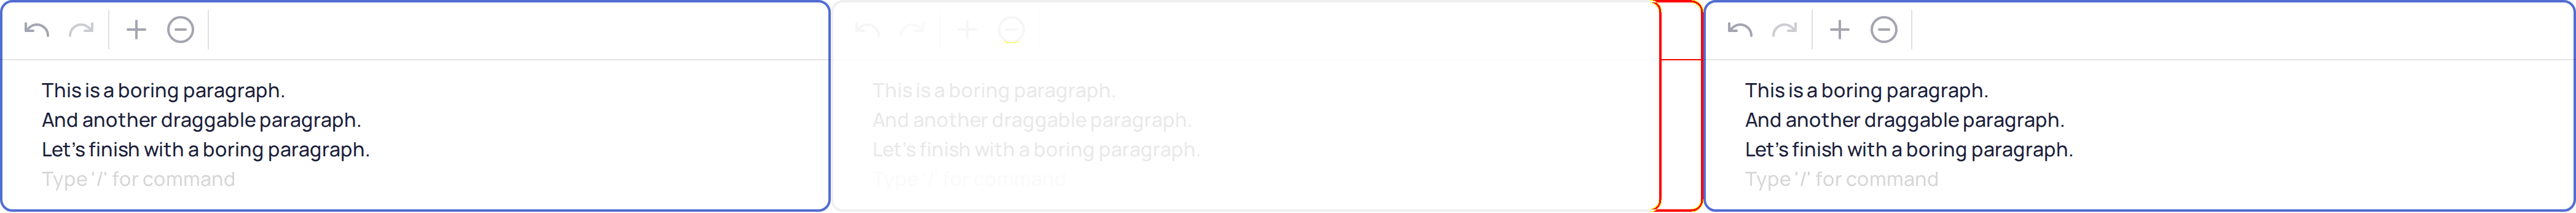 This is a boring paragraph.
And another draggable paragraph.
Let's finish with a boring paragraph.
Type '/' for command
This is a boring paragraph.
And another draggable paragraph.
Let's finish with a boring paragraph.
Type '/' for command
This is a boring paragraph.
And another draggable paragraph.
Let's finish with a boring paragraph.
Type '/' for command